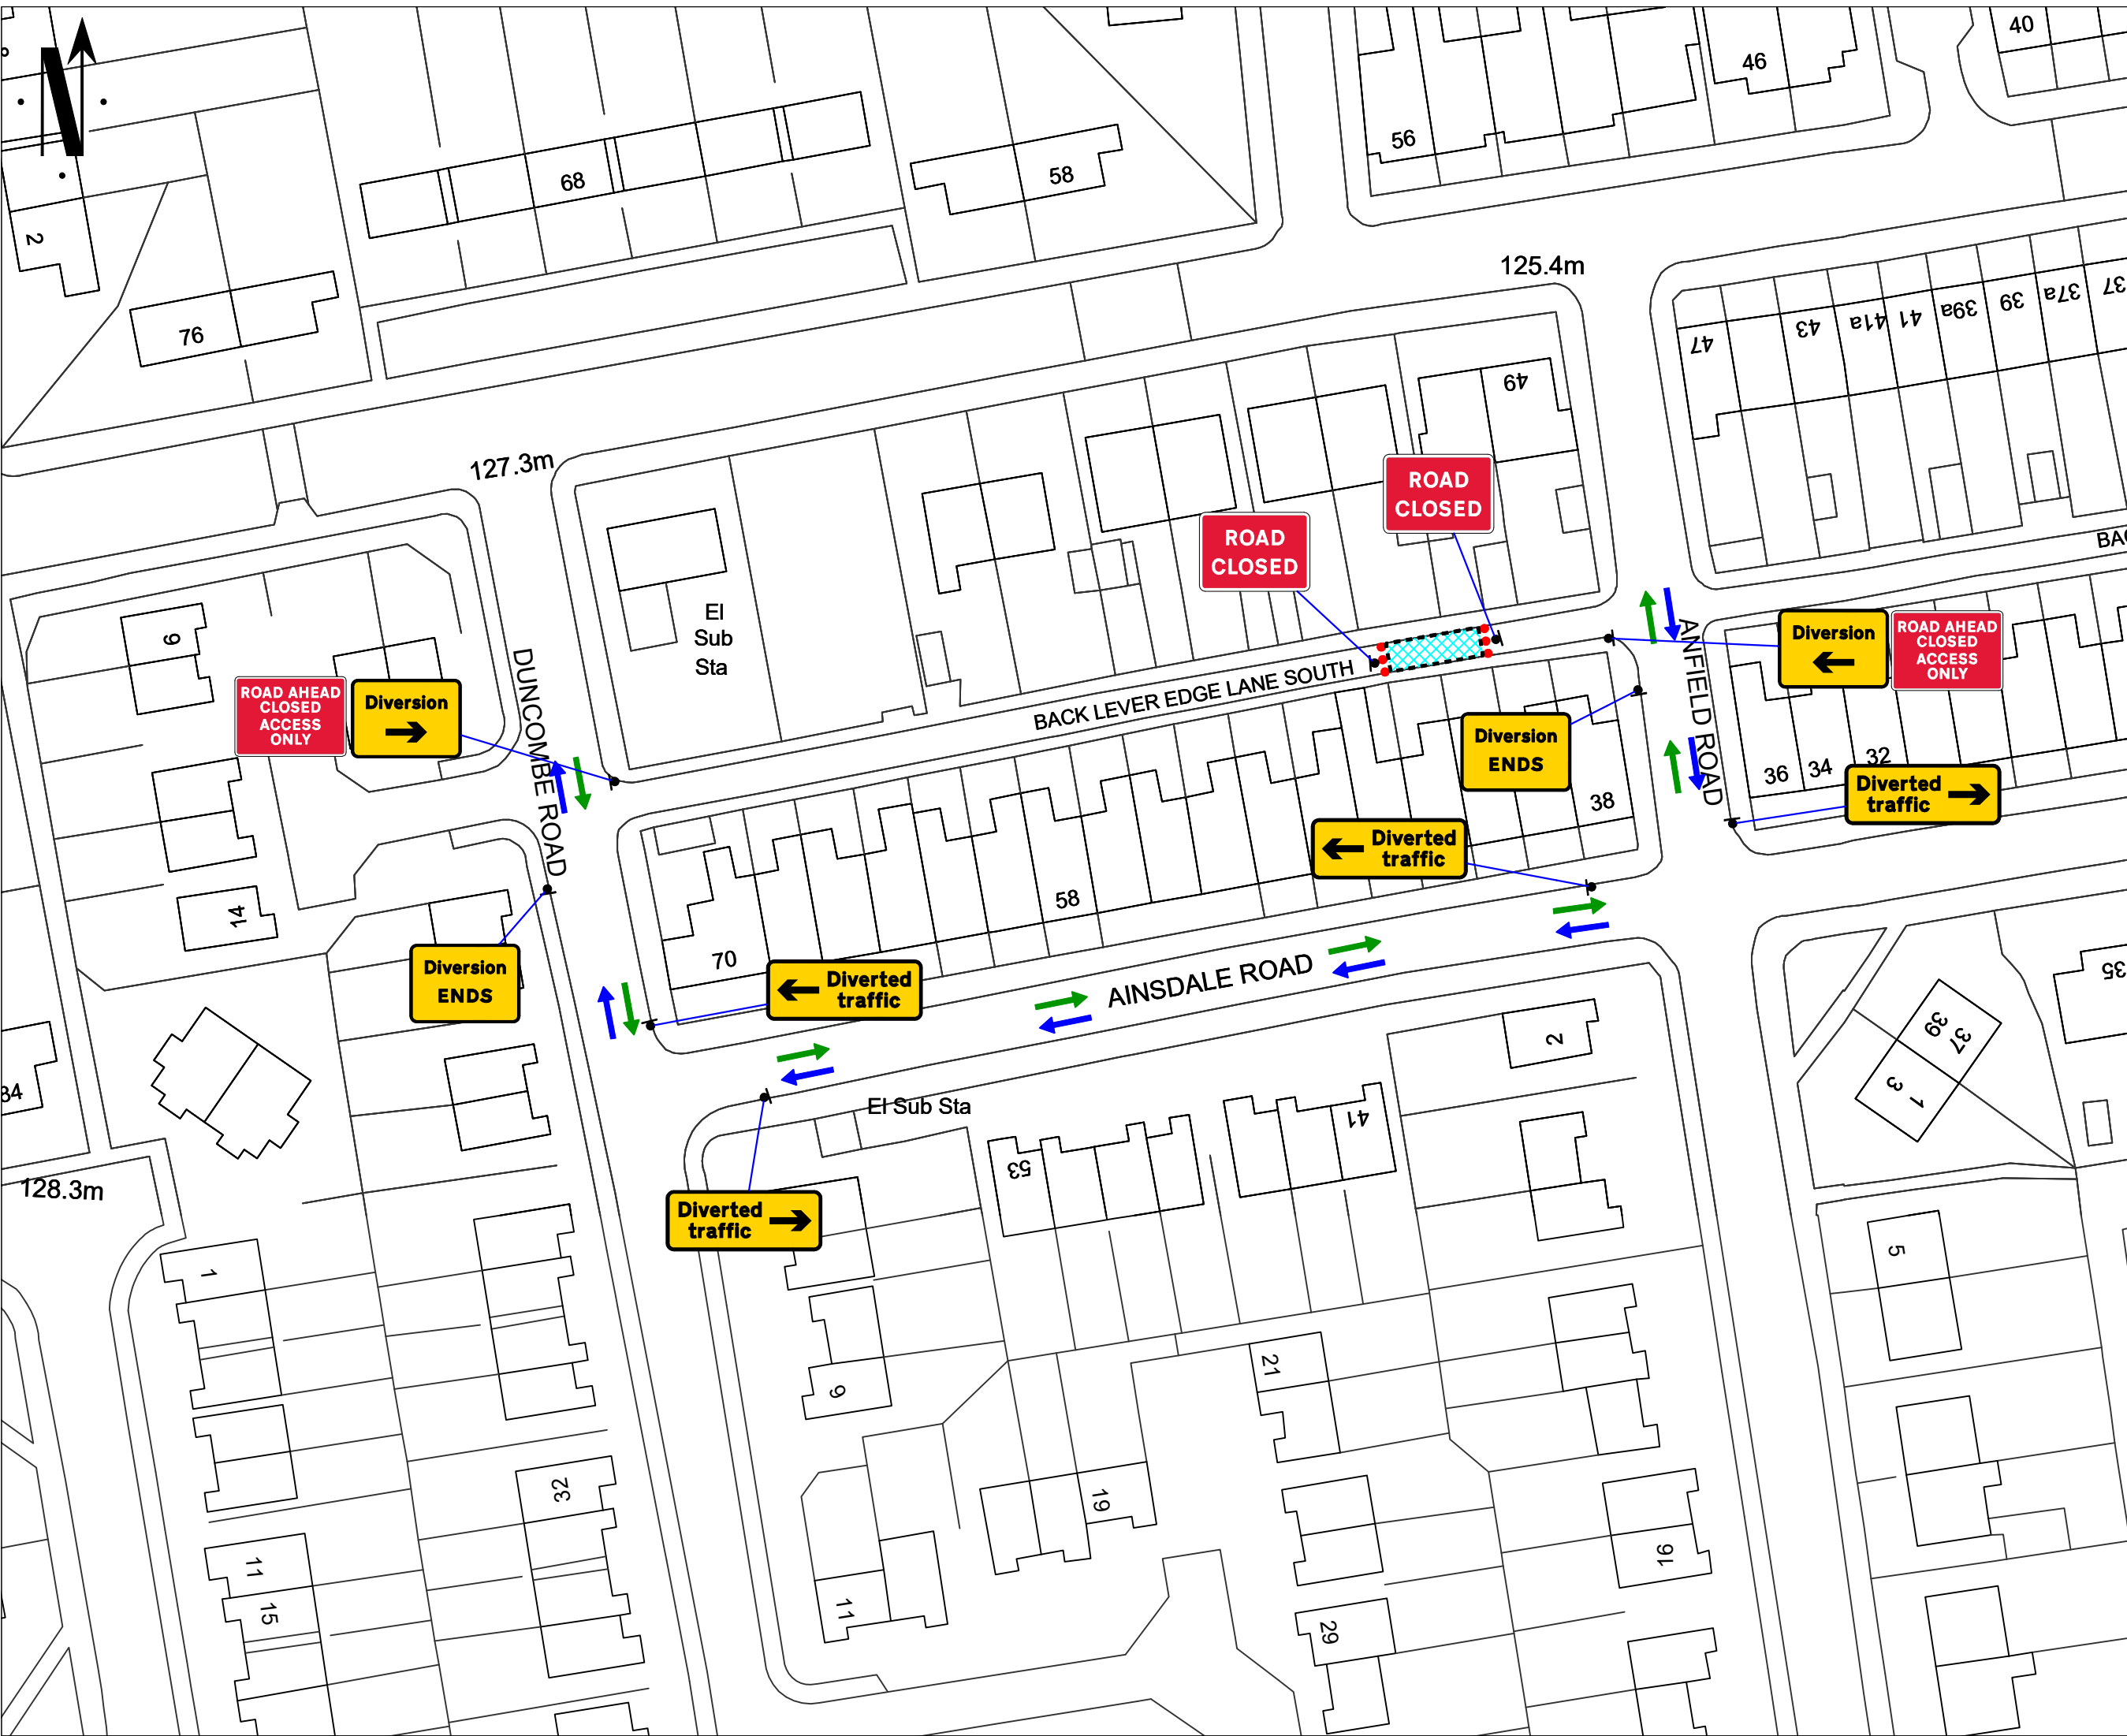 N
40
46
56
68
58
2
76
125.4m
47
43
41a
41
39a
39
37a
37
49
127.3m
ROAD
CLOSED
ROAD
CLOSED
El
Sub
Sta
9
BACK LEVER EDGE LANE SOUTH
DUNCOMBE ROAD
ANFIELD ROAD
Diversion
ROAD AHEAD
CLOSED
ACCESS
ONLY
ROAD AHEAD
CLOSED
ACCESS
ONLY
Diversion
Diversion
ENDS
36
34
32
38
Diverted
traffic
Diverted
traffic
14
58
70
Diversion
ENDS
Diverted
traffic
AINSDALE ROAD
35
2
39
37
3
1
84
El Sub Sta
41
53
128.3m
Diverted
traffic
1
5
9
21
32
19
11
15
11
16
29